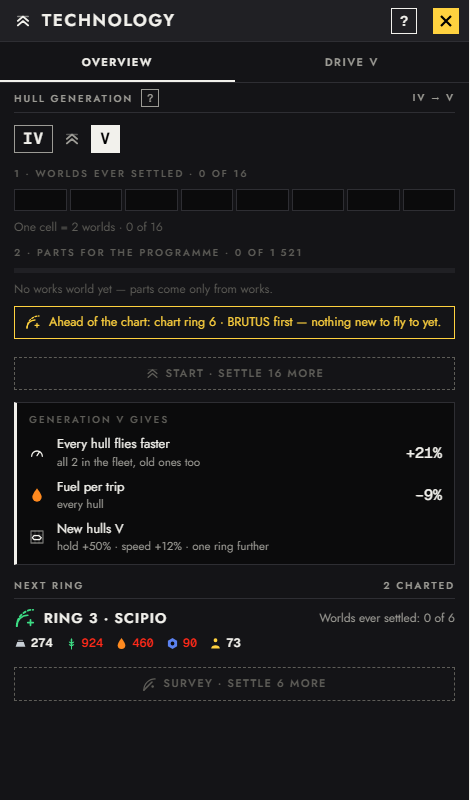 TECHNOLOGY
?
OVERVIEW
DRIVE V
HULL GENERATION ?
IV → V
IV
V
1 · WORLDS EVER SETTLED · 0 OF 16
One cell = 2 worlds · 0 of 16
2 · PARTS FOR THE PROGRAMME · 0 OF 1 521
No works world yet — parts come only from works.
Ahead of the chart: chart ring 6 · BRUTUS first — nothing new to fly to yet.
START · SETTLE 16 MORE
GENERATION V GIVES
Every hull flies faster
all 2 in the fleet, old ones too
+21%
Fuel per trip
every hull
−9%
New hulls V
hold +50% · speed +12% · one ring further
NEXT RING
2 CHARTED
RING 3 · SCIPIO
Worlds ever settled: 0 of 6
274 924 460 90 73
SURVEY · SETTLE 6 MORE